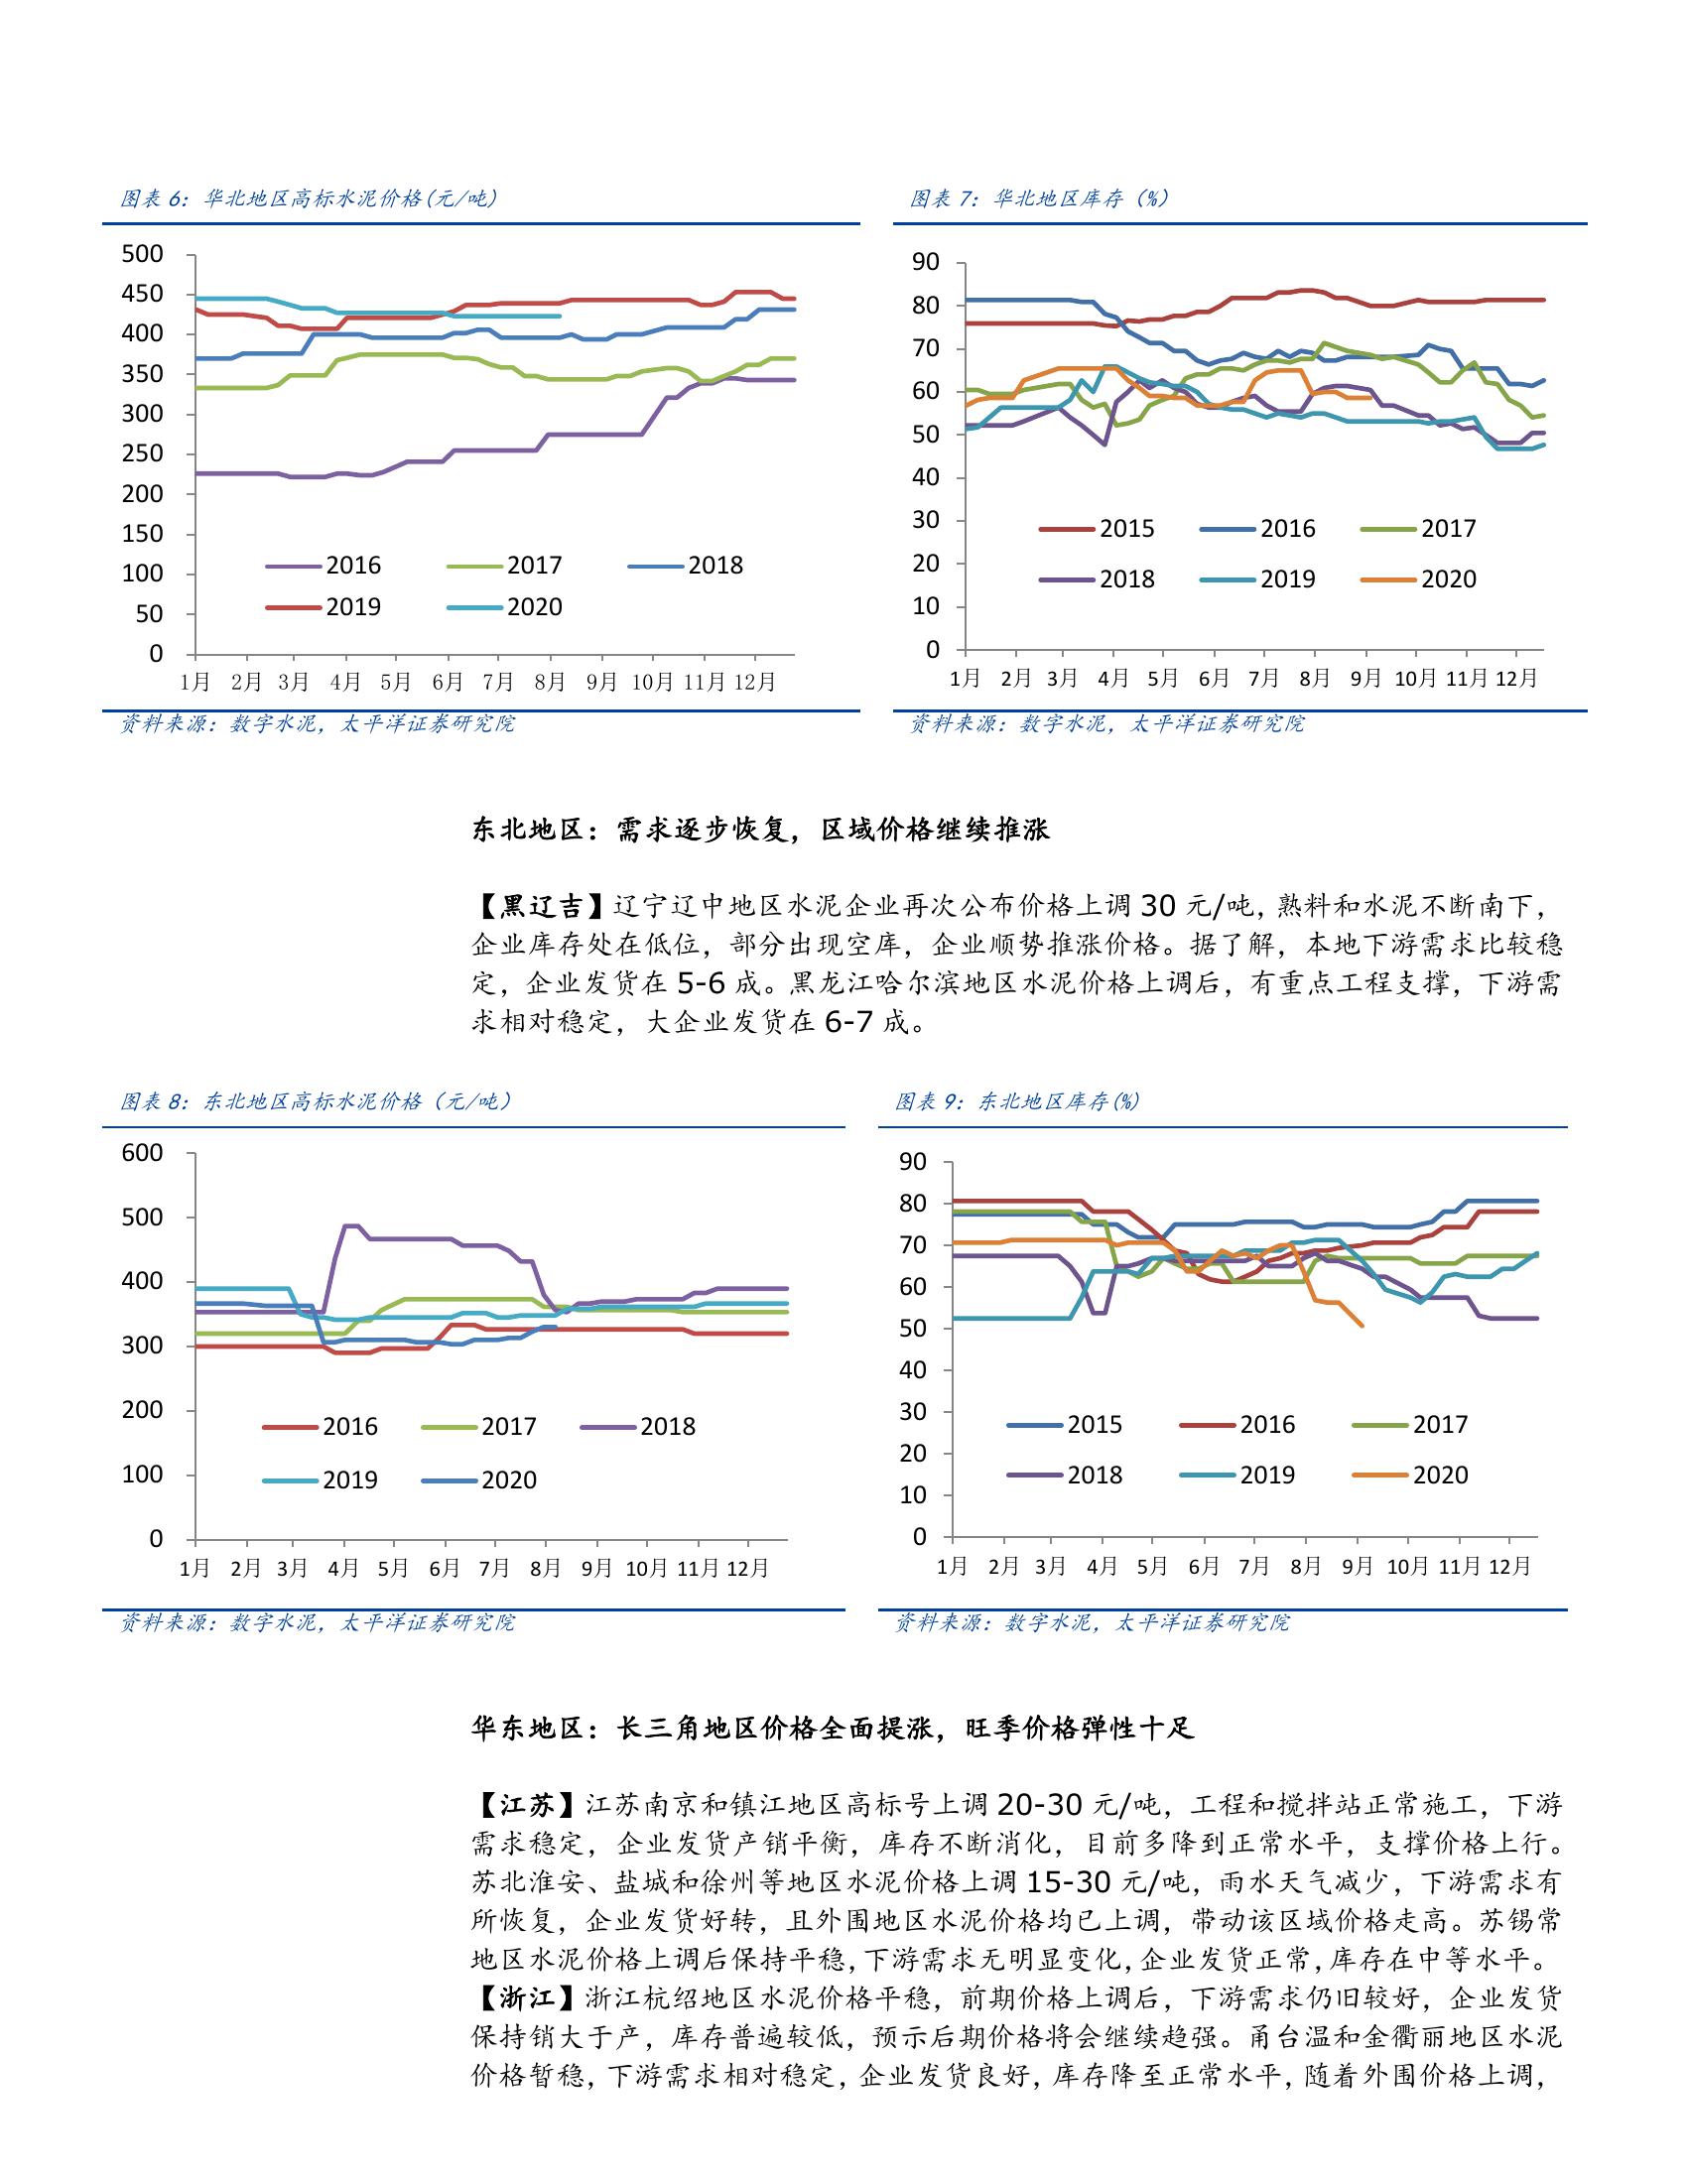 图表 6：华北地区高标水泥价格(元/吨)
500
450
400
350
300
250
200
150
100
50
0
2016 2017 2018
2019 2020
1月 2月 3月 4月 5月 6月 7月 8月 9月 10月 11月 12月
资料来源：数字水泥，太平洋证券研究院
图表 7：华北地区库存（%）
90
80
70
60
50
40
30
20
10
0
2015 2016 2017
2018 2019 2020
1月 2月 3月 4月 5月 6月 7月 8月 9月 10月 11月 12月
资料来源：数字水泥，太平洋证券研究院
东北地区：需求逐步恢复，区域价格继续推涨
【黑辽吉】辽宁辽中地区水泥企业再次公布价格上调 30 元/吨，熟料和水泥不断南下，
企业库存处在低位，部分出现空库，企业顺势推涨价格。据了解，本地下游需求比较稳
定，企业发货在 5-6 成。黑龙江哈尔滨地区水泥价格上调后，有重点工程支撑，下游需
求相对稳定，大企业发货在 6-7 成。
图表 8：东北地区高标水泥价格（元/吨）
600
500
400
300
200
100
0
2016 2017 2018
2019 2020
1月 2月 3月 4月 5月 6月 7月 8月 9月 10月 11月 12月
资料来源：数字水泥，太平洋证券研究院
图表 9：东北地区库存(%)
90
80
70
60
50
40
30
20
10
0
2015 2016 2017
2018 2019 2020
1月 2月 3月 4月 5月 6月 7月 8月 9月 10月 11月 12月
资料来源：数字水泥，太平洋证券研究院
华东地区：长三角地区价格全面提涨，旺季价格弹性十足
【江苏】江苏南京和镇江地区高标号上调 20-30 元/吨，工程和搅拌站正常施工，下游
需求稳定，企业发货产销平衡，库存不断消化，目前多降到正常水平，支撑价格上行。
苏北淮安、盐城和徐州等地区水泥价格上调 15-30 元/吨，雨水天气减少，下游需求有
所恢复，企业发货好转，且外围地区水泥价格均已上调，带动该区域价格走高。苏锡常
地区水泥价格上调后保持平稳，下游需求无明显变化，企业发货正常，库存在中等水平。
【浙江】浙江杭绍地区水泥价格平稳，前期价格上调后，下游需求仍旧较好，企业发货
保持销大于产，库存普遍较低，预示后期价格将会继续趋强。甬台温和金衢丽地区水泥
价格暂稳，下游需求相对稳定，企业发货良好，库存降至正常水平，随着外围价格上调，